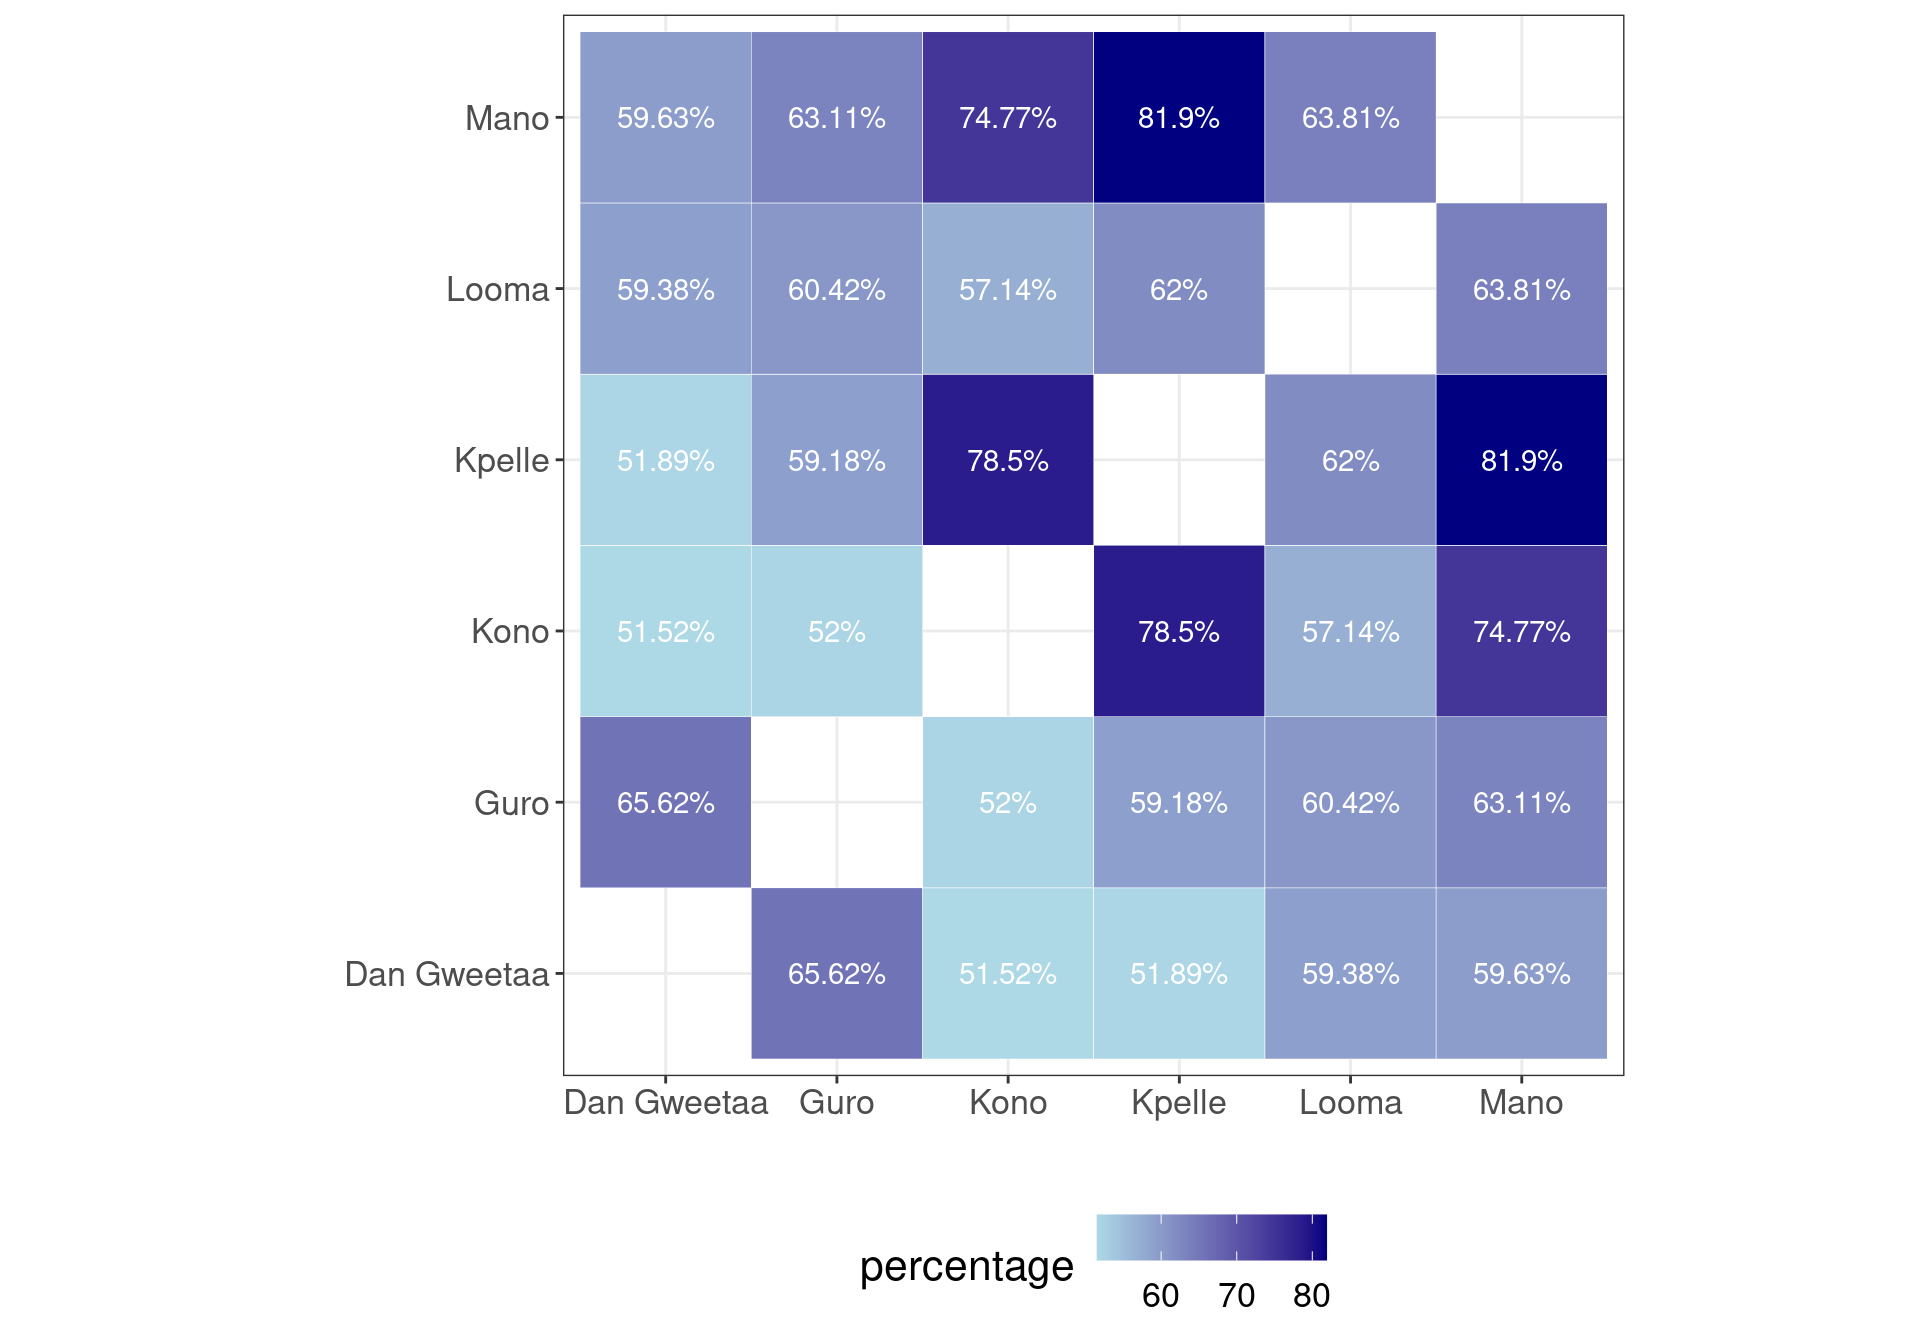 Mano 59.63% 63.11% 74.77% 81.9% 63.81%
Looma 59.38% 60.42% 57.14% 62% 63.81%
Kpelle 51.89% 59.18% 78.5% 62% 81.9%
Kono 51.52% 52% 78.5% 57.14% 74.77%
Guro 65.62% 52% 59.18% 60.42% 63.11%
Dan Gweetaa 65.62% 51.52% 51.89% 59.38% 59.63%
Dan Gweetaa Guro Kono Kpelle Looma Mano
percentage
60 70 80